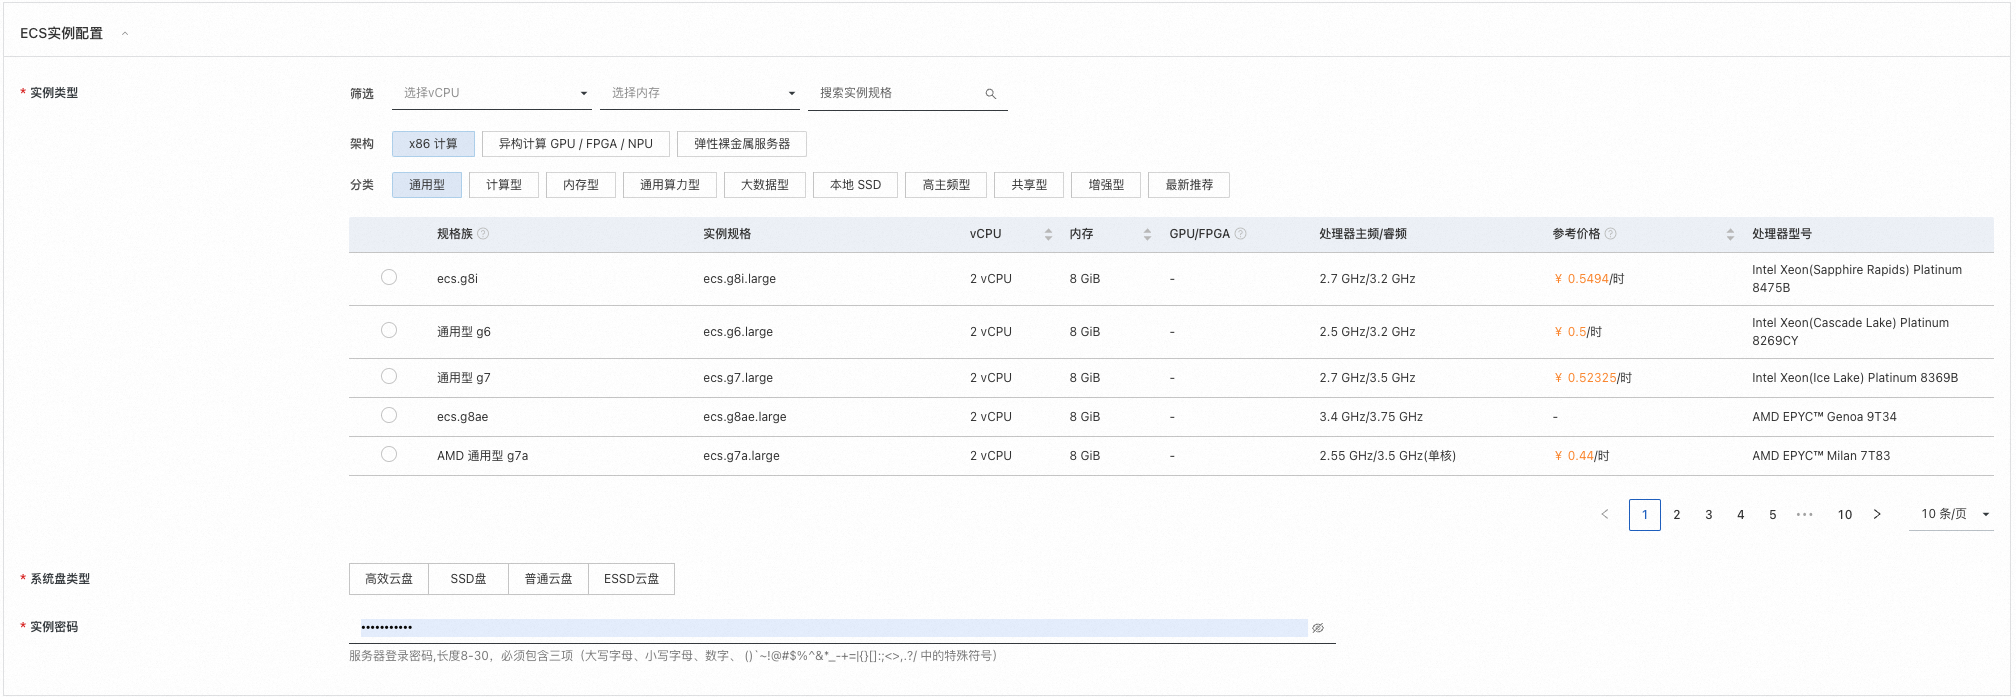 ECS实例配置
* 实例类型
筛选 选择vCPU 选择内存 搜索实例规格
架构 x86 计算 异构计算 GPU / FPGA / NPU 弹性裸金属服务器
分类 通用型 计算型 内存型 通用算力型 大数据型 本地 SSD 高主频型 共享型 增强型 最新推荐
规格族 实例规格 vCPU 内存 GPU/FPGA 处理器主频/睿频 参考价格 处理器型号
ecs.g8i ecs.g8i.large 2 vCPU 8 GiB - 2.7 GHz/3.2 GHz ¥ 0.5494/时 Intel Xeon(Sapphire Rapids) Platinum
8475B
通用型 g6 ecs.g6.large 2 vCPU 8 GiB - 2.5 GHz/3.2 GHz ¥ 0.5/时 Intel Xeon(Cascade Lake) Platinum
8269CY
通用型 g7 ecs.g7.large 2 vCPU 8 GiB - 2.7 GHz/3.5 GHz ¥ 0.52325/时 Intel Xeon(Ice Lake) Platinum 8369B
ecs.g8ae ecs.g8ae.large 2 vCPU 8 GiB - 3.4 GHz/3.75 GHz - AMD EPYC™ Genoa 9T34
AMD 通用型 g7a ecs.g7a.large 2 vCPU 8 GiB - 2.55 GHz/3.5 GHz(单核) ¥ 0.44/时 AMD EPYC™ Milan 7T83
< 1 2 3 4 5 ••• 10 > 10 条/页
* 系统盘类型 高效云盘 SSD盘 普通云盘 ESSD云盘
* 实例密码 •••••••••••
服务器登录密码,长度8-30，必须包含三项（大写字母、小写字母、数字、 ()`~!@#$%^&*_-+=|{}[]:;<>,.?/ 中的特殊符号）